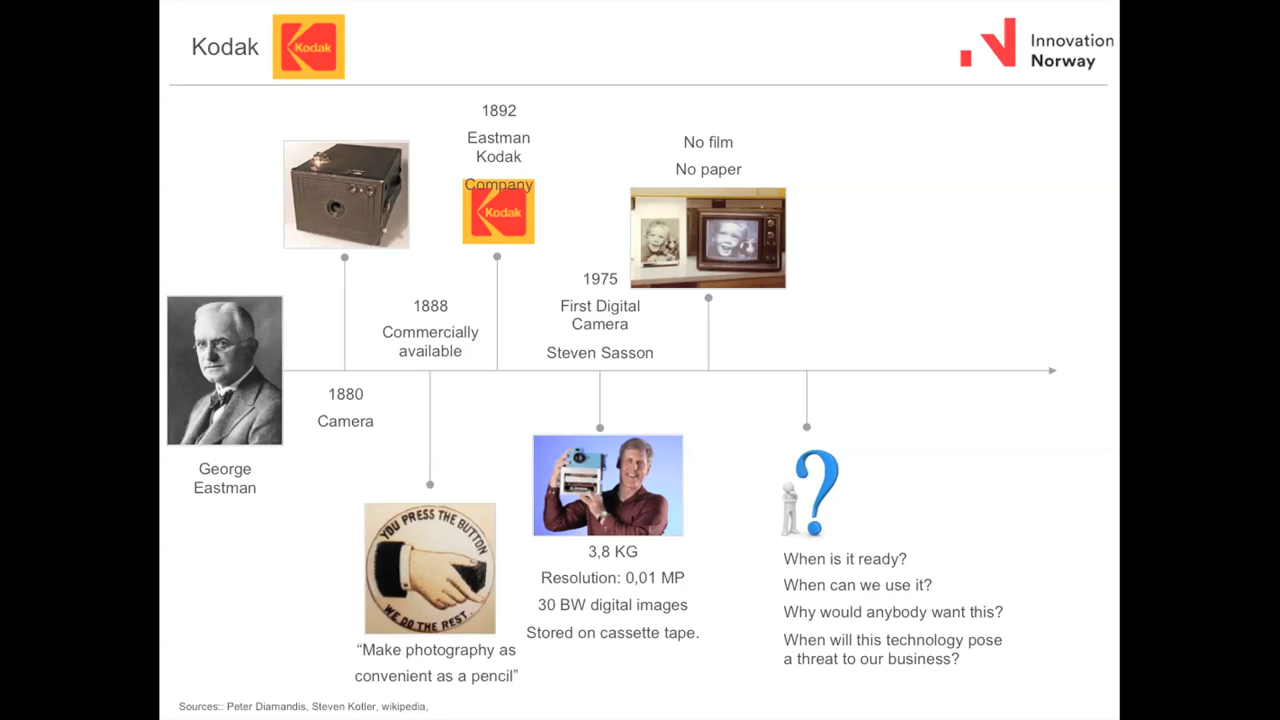 Kodak
Kodak
Innovation
Norway
1892
Eastman
Kodak
Company
Kodak
No film
No paper
1975
First Digital
Camera
Steven Sasson
1888
Commercially
available
1880
Camera
George
Eastman
YOU PRESS THE BUTTON
WE DO THE REST.
“Make photography as
convenient as a pencil”
3,8 KG
Resolution: 0,01 MP
30 BW digital images
Stored on cassette tape.
When is it ready?
When can we use it?
Why would anybody want this?
When will this technology pose
a threat to our business?
Sources:: Peter Diamandis, Steven Kotler, wikipedia,